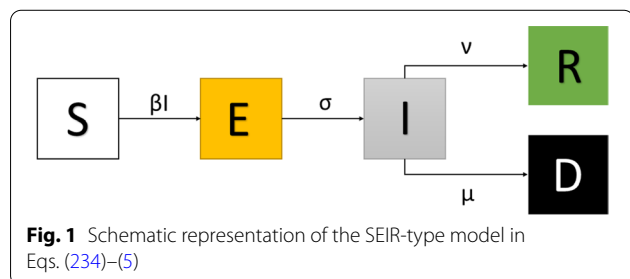 ν
R
S
βI
E
σ
I
μ
D
Fig. 1 Schematic representation of the SEIR-type model in
Eqs. (234)–(5)